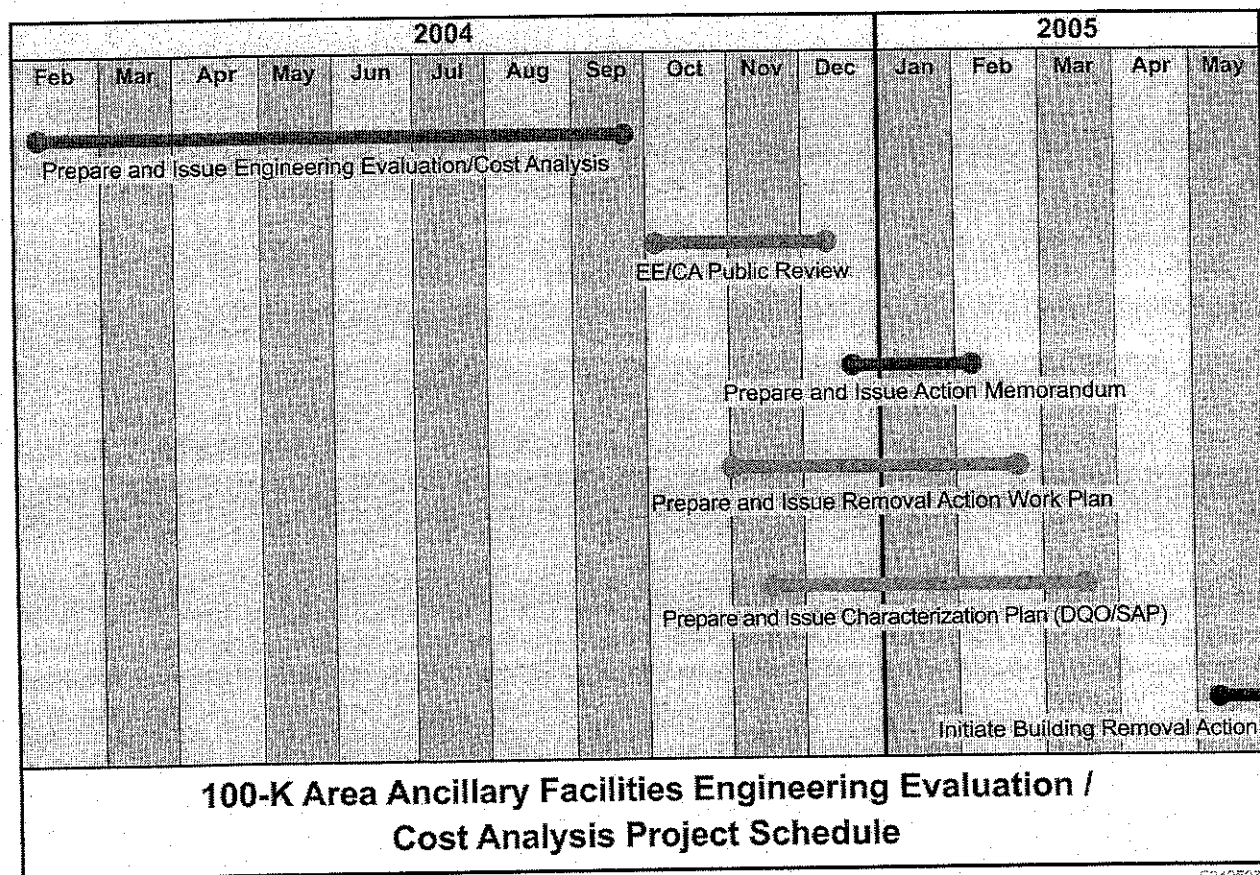 2004 2005
Feb Mar Apr May Jun Jul Aug Sep Oct Nov Dec Jan Feb Mar Apr May
Prepare and Issue Engineering Evaluation/Cost Analysis
EE/CA Public Review
Prepare and Issue Action Memorandum
Prepare and Issue Removal Action Work Plan
Prepare and Issue Characterization Plan (DQO/SAP)
Initiate Building Removal Action
100-K Area Ancillary Facilities Engineering Evaluation /
Cost Analysis Project Schedule